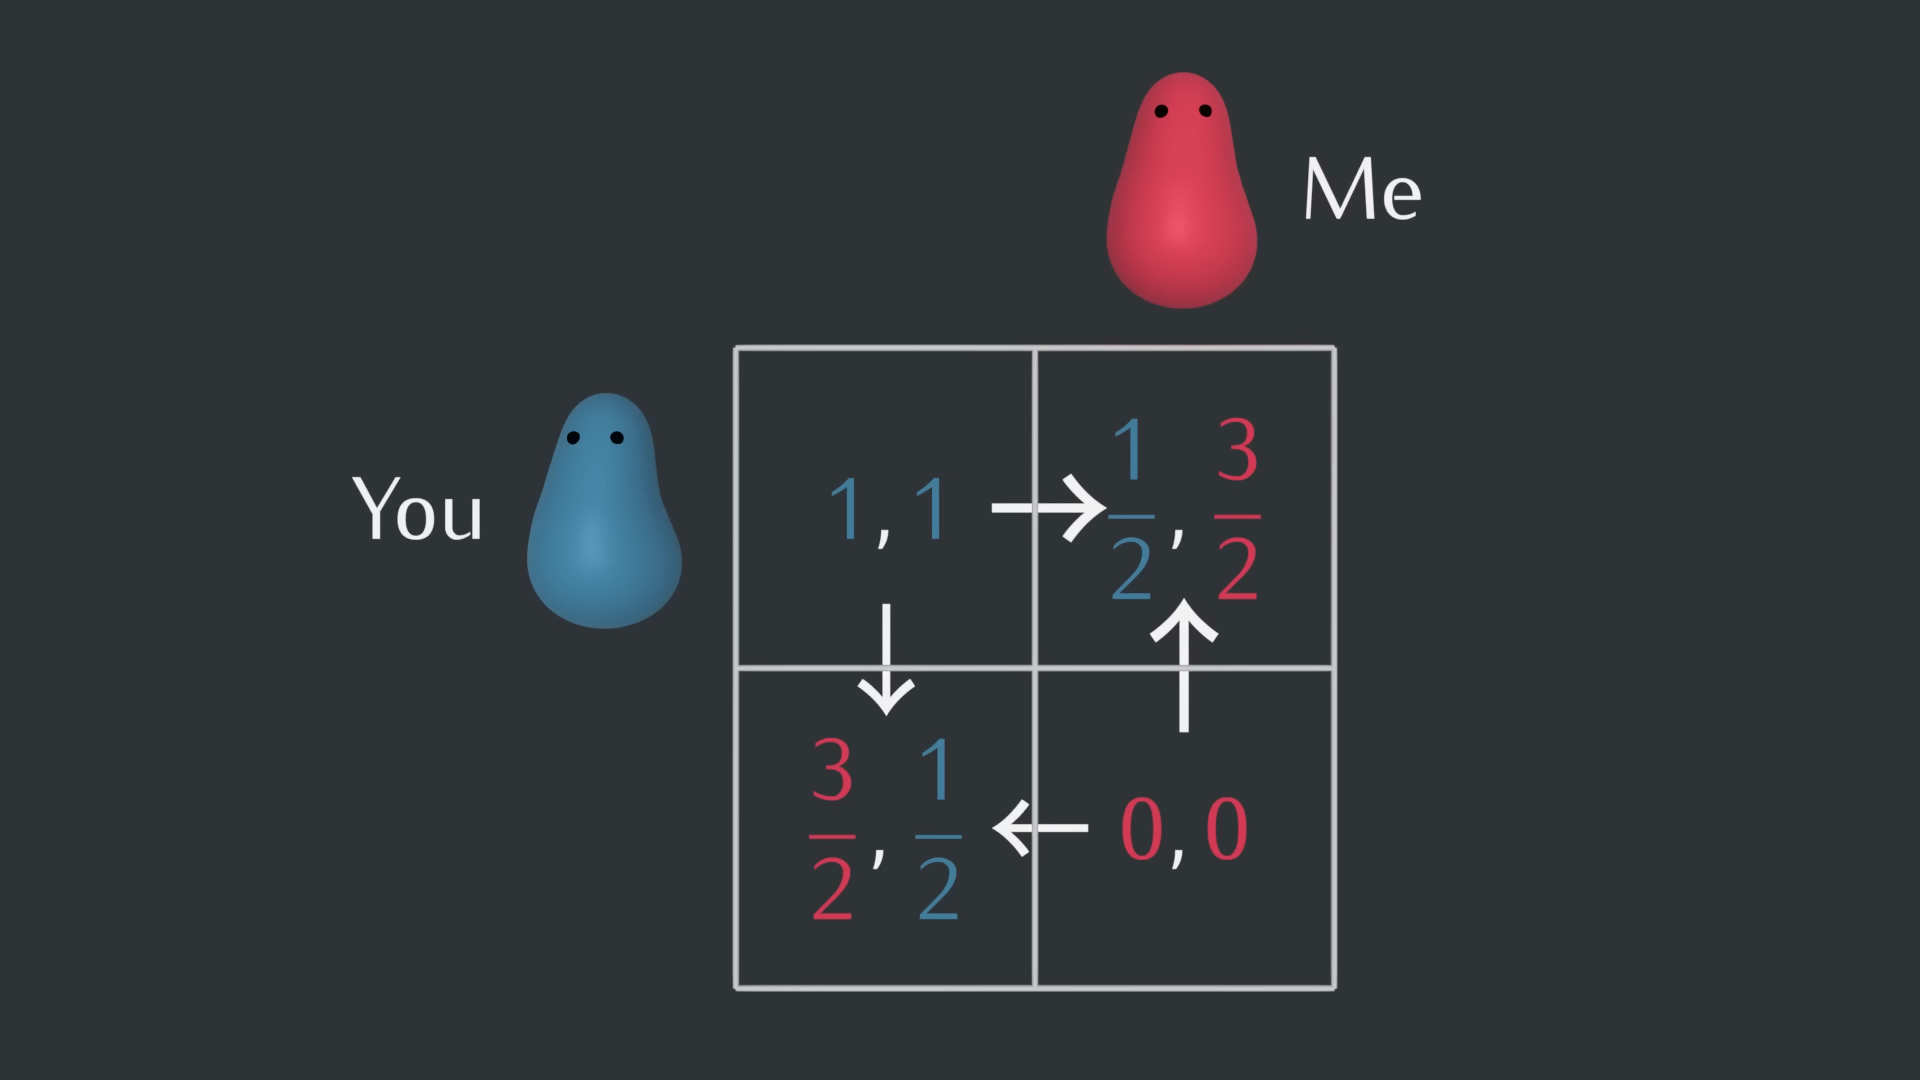 Me
You
1, 1 → 1/2, 3/2
↓ ↑
3/2, 1/2 ← 0, 0